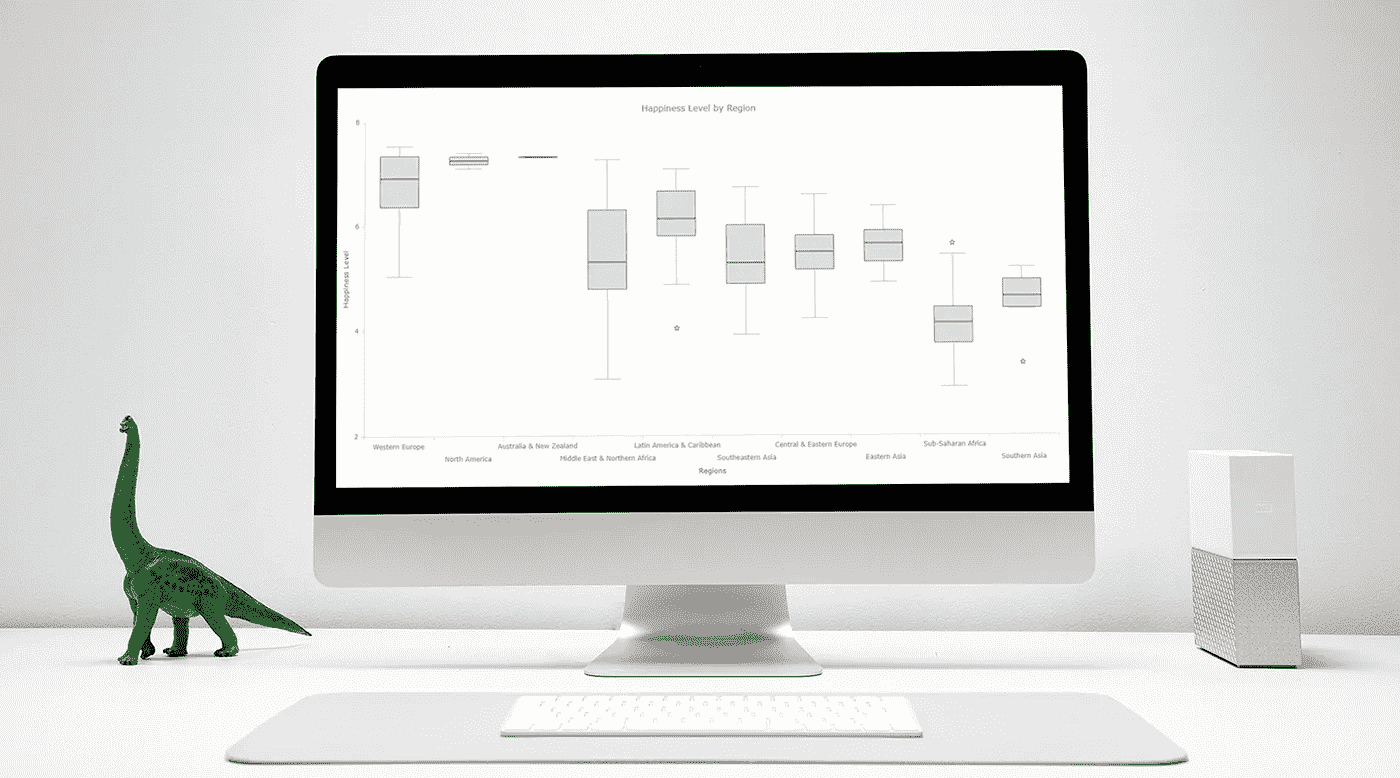 Happiness Level by Region
8
6
4
2
Happiness Level
Western Europe
North America
Australia & New Zealand
Middle East & Northern Africa
Latin America & Caribbean
Southeastern Asia
Central & Eastern Europe
Eastern Asia
Sub-Saharan Africa
Southern Asia
Regions